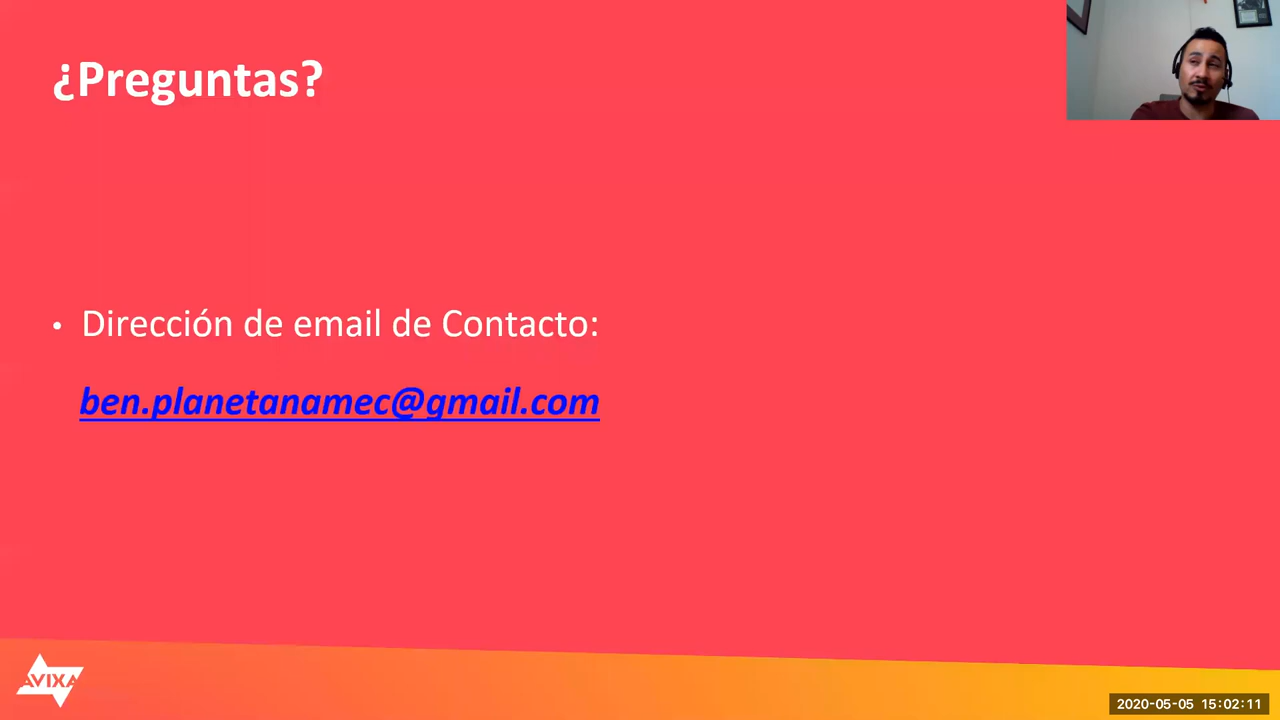 ¿Preguntas?
• Dirección de email de Contacto:
ben.planetanamec@gmail.com
AVIXA
2020-05-05 15:02:11